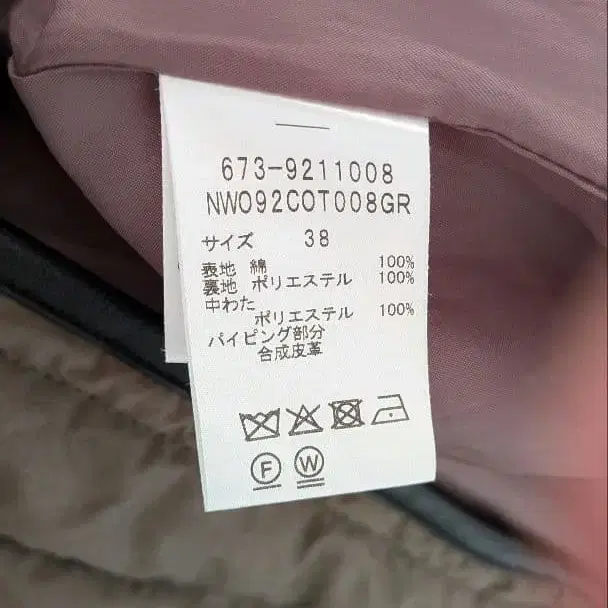 673-9211008
NW092COT008GR
サイズ 38
表地 綿 100%
裏地 ポリエステル 100%
中わた
ポリエステル 100%
パイピング部分
合成皮革
F W